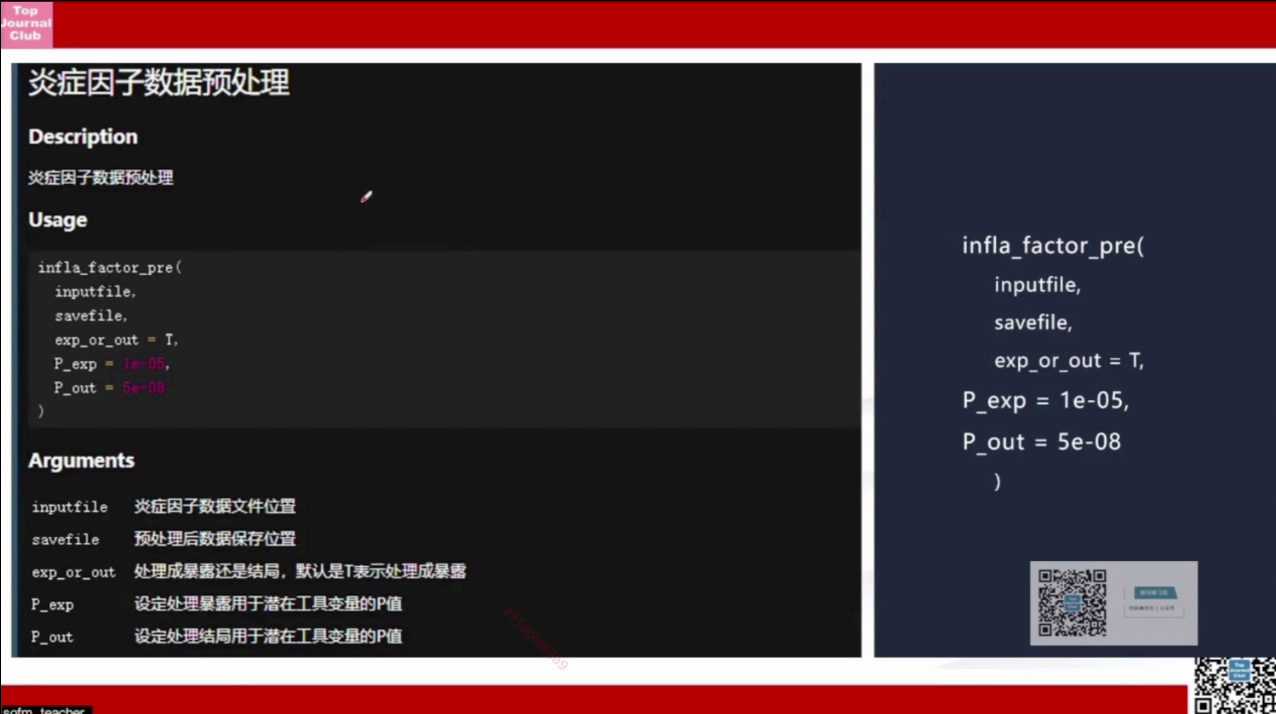 Top
Journal
Club
炎症因子数据预处理
Description
炎症因子数据预处理
Usage
infla_factor_pre(
inputfile,
savefile,
exp_or_out = T,
P_exp = 1e-05,
P_out = 5e-08
)
Arguments
inputfile 炎症因子数据文件位置
savefile 预处理后数据保存位置
exp_or_out 处理成暴露还是结局，默认是T表示处理成暴露
P_exp 设定处理暴露用于潜在工具变量的P值
P_out 设定处理结局用于潜在工具变量的P值
infla_factor_pre(
inputfile,
savefile,
exp_or_out = T,
P_exp = 1e-05,
P_out = 5e-08
)
Top
Journal
Club
sofm_teacher